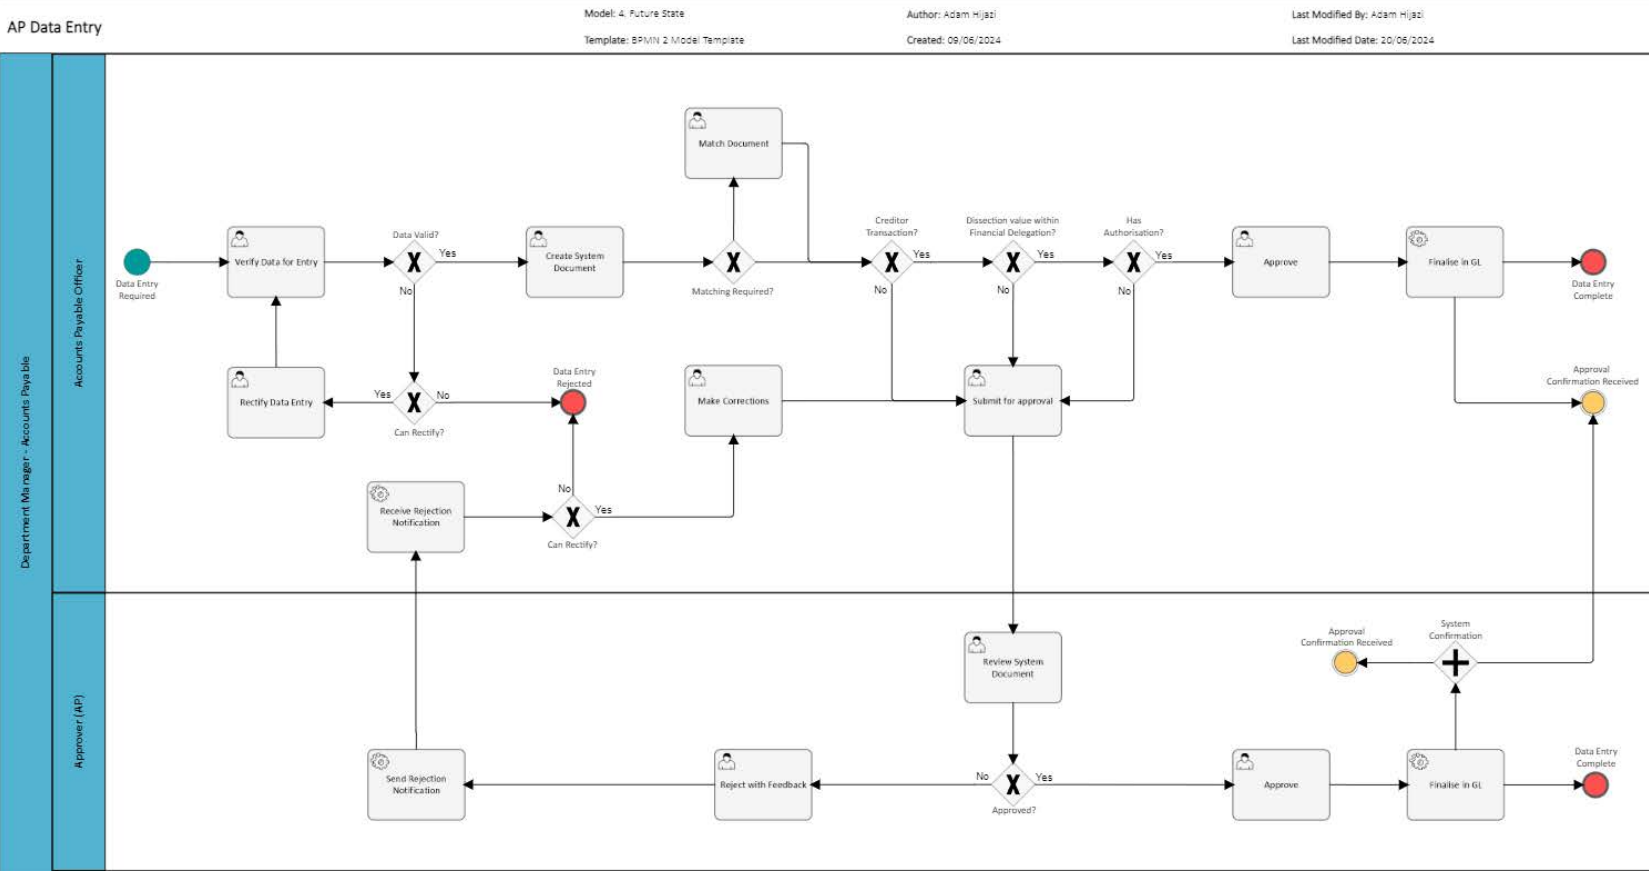 AP Data Entry
Model: 4. Future State
Template: BPMN 2 Model Template
Author: Adam Hijazi
Created: 09/06/2024
Last Modified By: Adam Hijazi
Last Modified Date: 20/06/2024
Department Manager - Accounts Payable
Accounts Payable Officer
Match Document
Data Entry
Required
Verify Data for Entry
Data Valid?
Yes
No
Create System
Document
Matching Required?
Creditor
Transaction?
Yes
No
Dissection value within
Financial Delegation?
Yes
No
Has
Authorisation?
Yes
No
Approve
Finalise in GL
Data Entry
Complete
Rectify Data Entry
Yes
No
Can Rectify?
Data Entry
Rejected
Make Corrections
Submit for approval
Approval
Confirmation Received
Receive Rejection
Notification
No
Yes
Can Rectify?
Approver (AP)
Review System
Document
Approval
Confirmation Received
System
Confirmation
Send Rejection
Notification
Reject with Feedback
No
Yes
Approved?
Approve
Finalise in GL
Data Entry
Complete